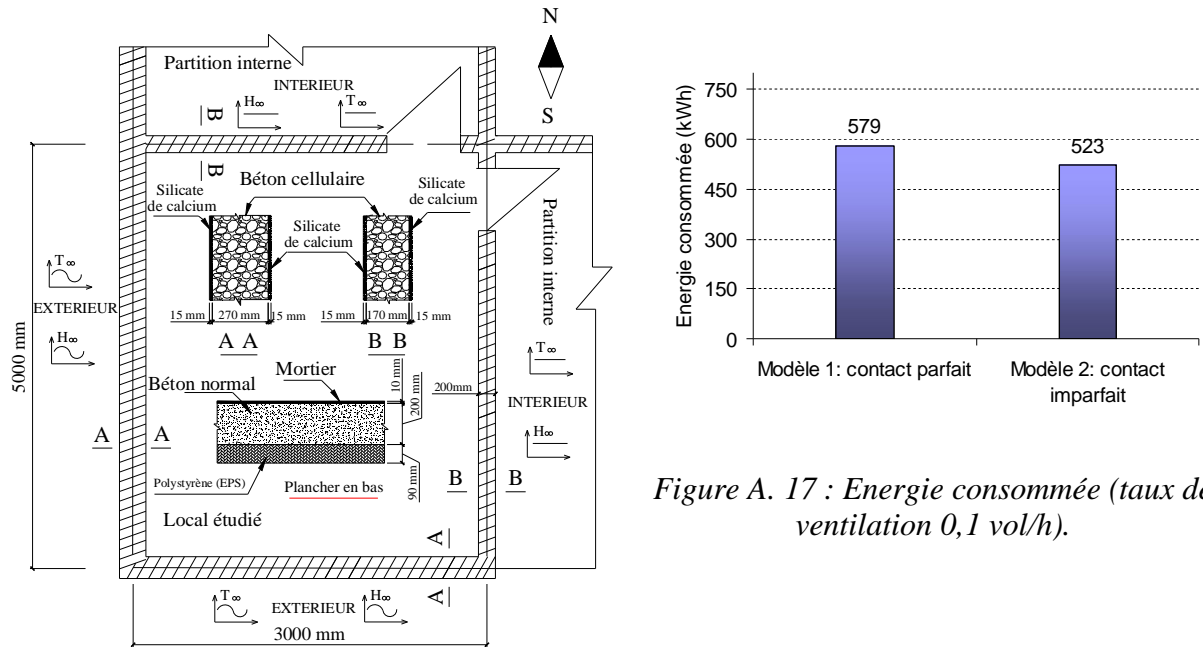 N
S
Partition interne
INTERIEUR
B
H∞
T∞
B
Silicate
de calcium
Béton cellulaire
Silicate
de calcium
Silicate
de calcium
Partition interne
T∞
EXTERIEUR
H∞
15 mm
270 mm
15 mm
15 mm
170 mm
15 mm
A A
B B
5000 mm
Mortier
Béton normal
10 mm
200 mm
90 mm
200mm
T∞
INTERIEUR
H∞
A
A
Polystyrène (EPS)
Plancher en bas
B
B
Local étudié
A
A
T∞
EXTERIEUR
H∞
3000 mm
Energie consommée (kWh)
750
600
450
300
150
0
579
523
Modèle 1: contact parfait
Modèle 2: contact
imparfait
Figure A. 17 : Energie consommée (taux de
ventilation 0,1 vol/h).